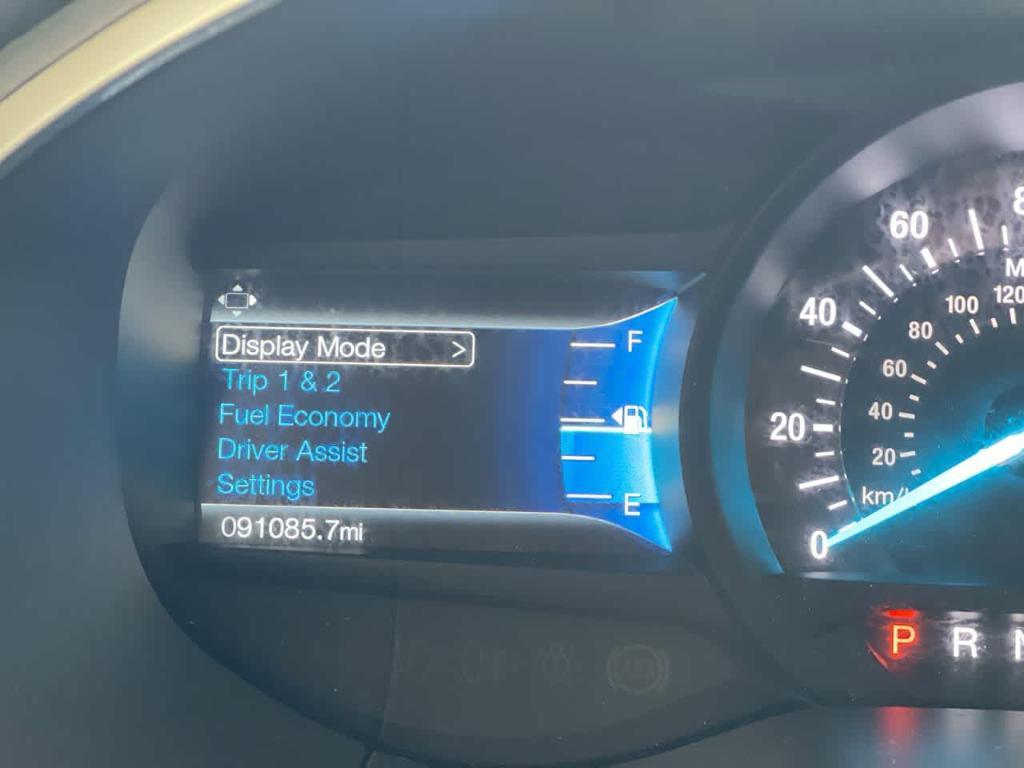 Display Mode >
Trip 1 & 2
Fuel Economy
Driver Assist
Settings
091085.7mi
F
E
0
20
40
60
20
40
60
80
100
120
km/
P R